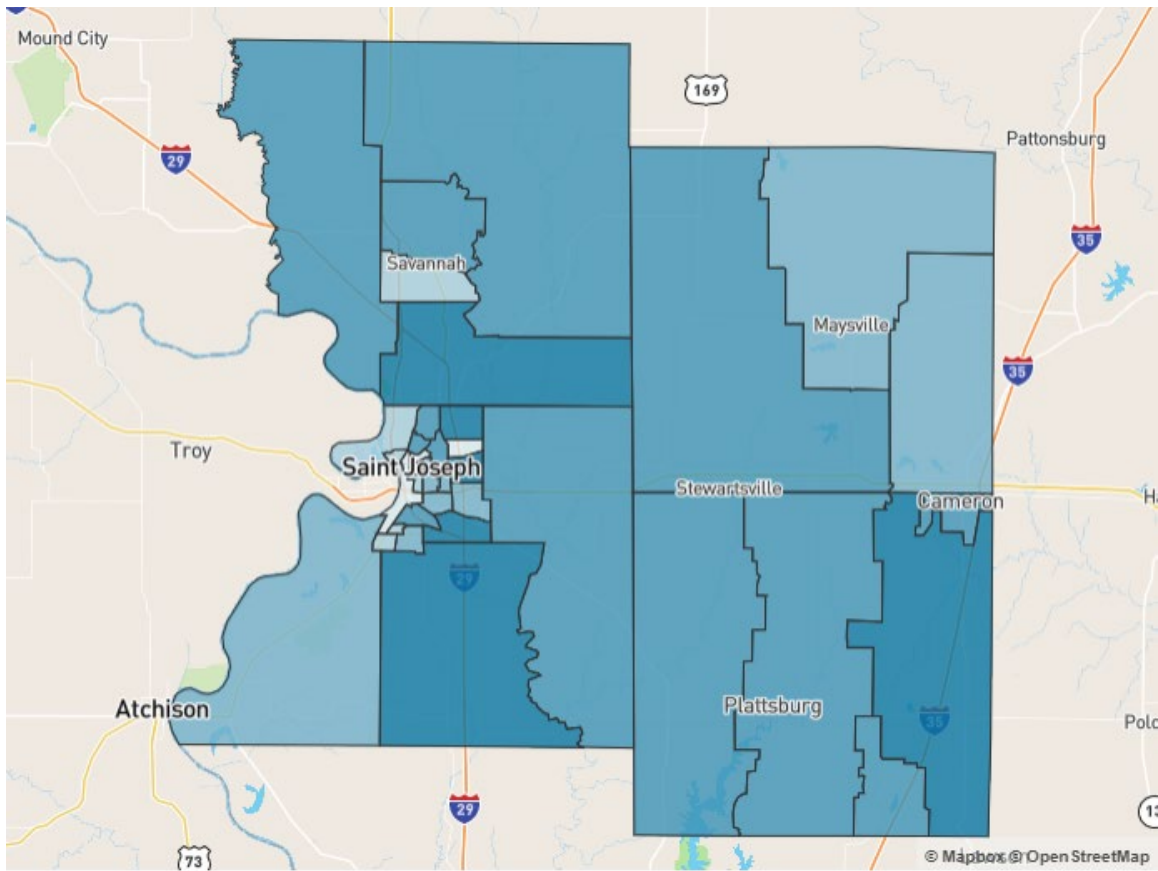 Mound City
169
29
Pattonsburg
35
Savannah
Maysville
35
Troy
Saint Joseph
Stewartsville
Cameron
Ha
29
Atchison
Plattsburg
35
Polo
29
13
73
© Mapbox © OpenStreetMap